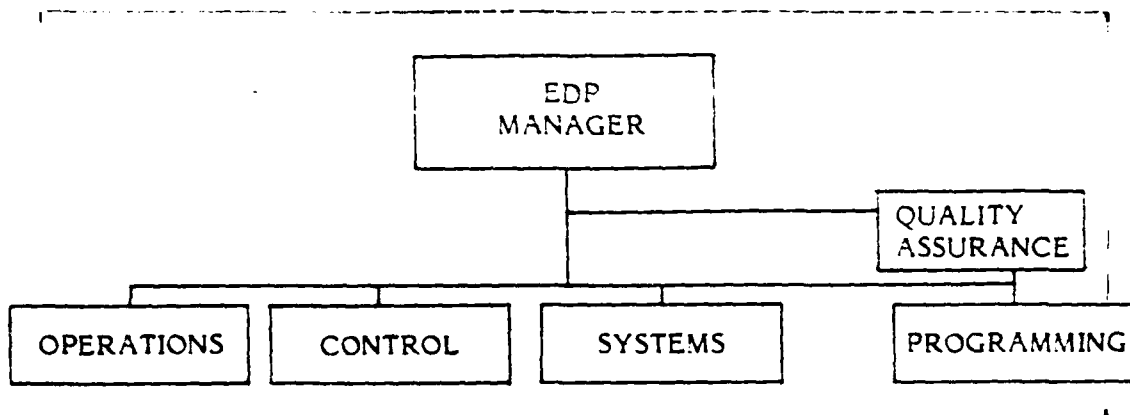 EDP
MANAGER
QUALITY
ASSURANCE
OPERATIONS
CONTROL
SYSTEMS
PROGRAMMING